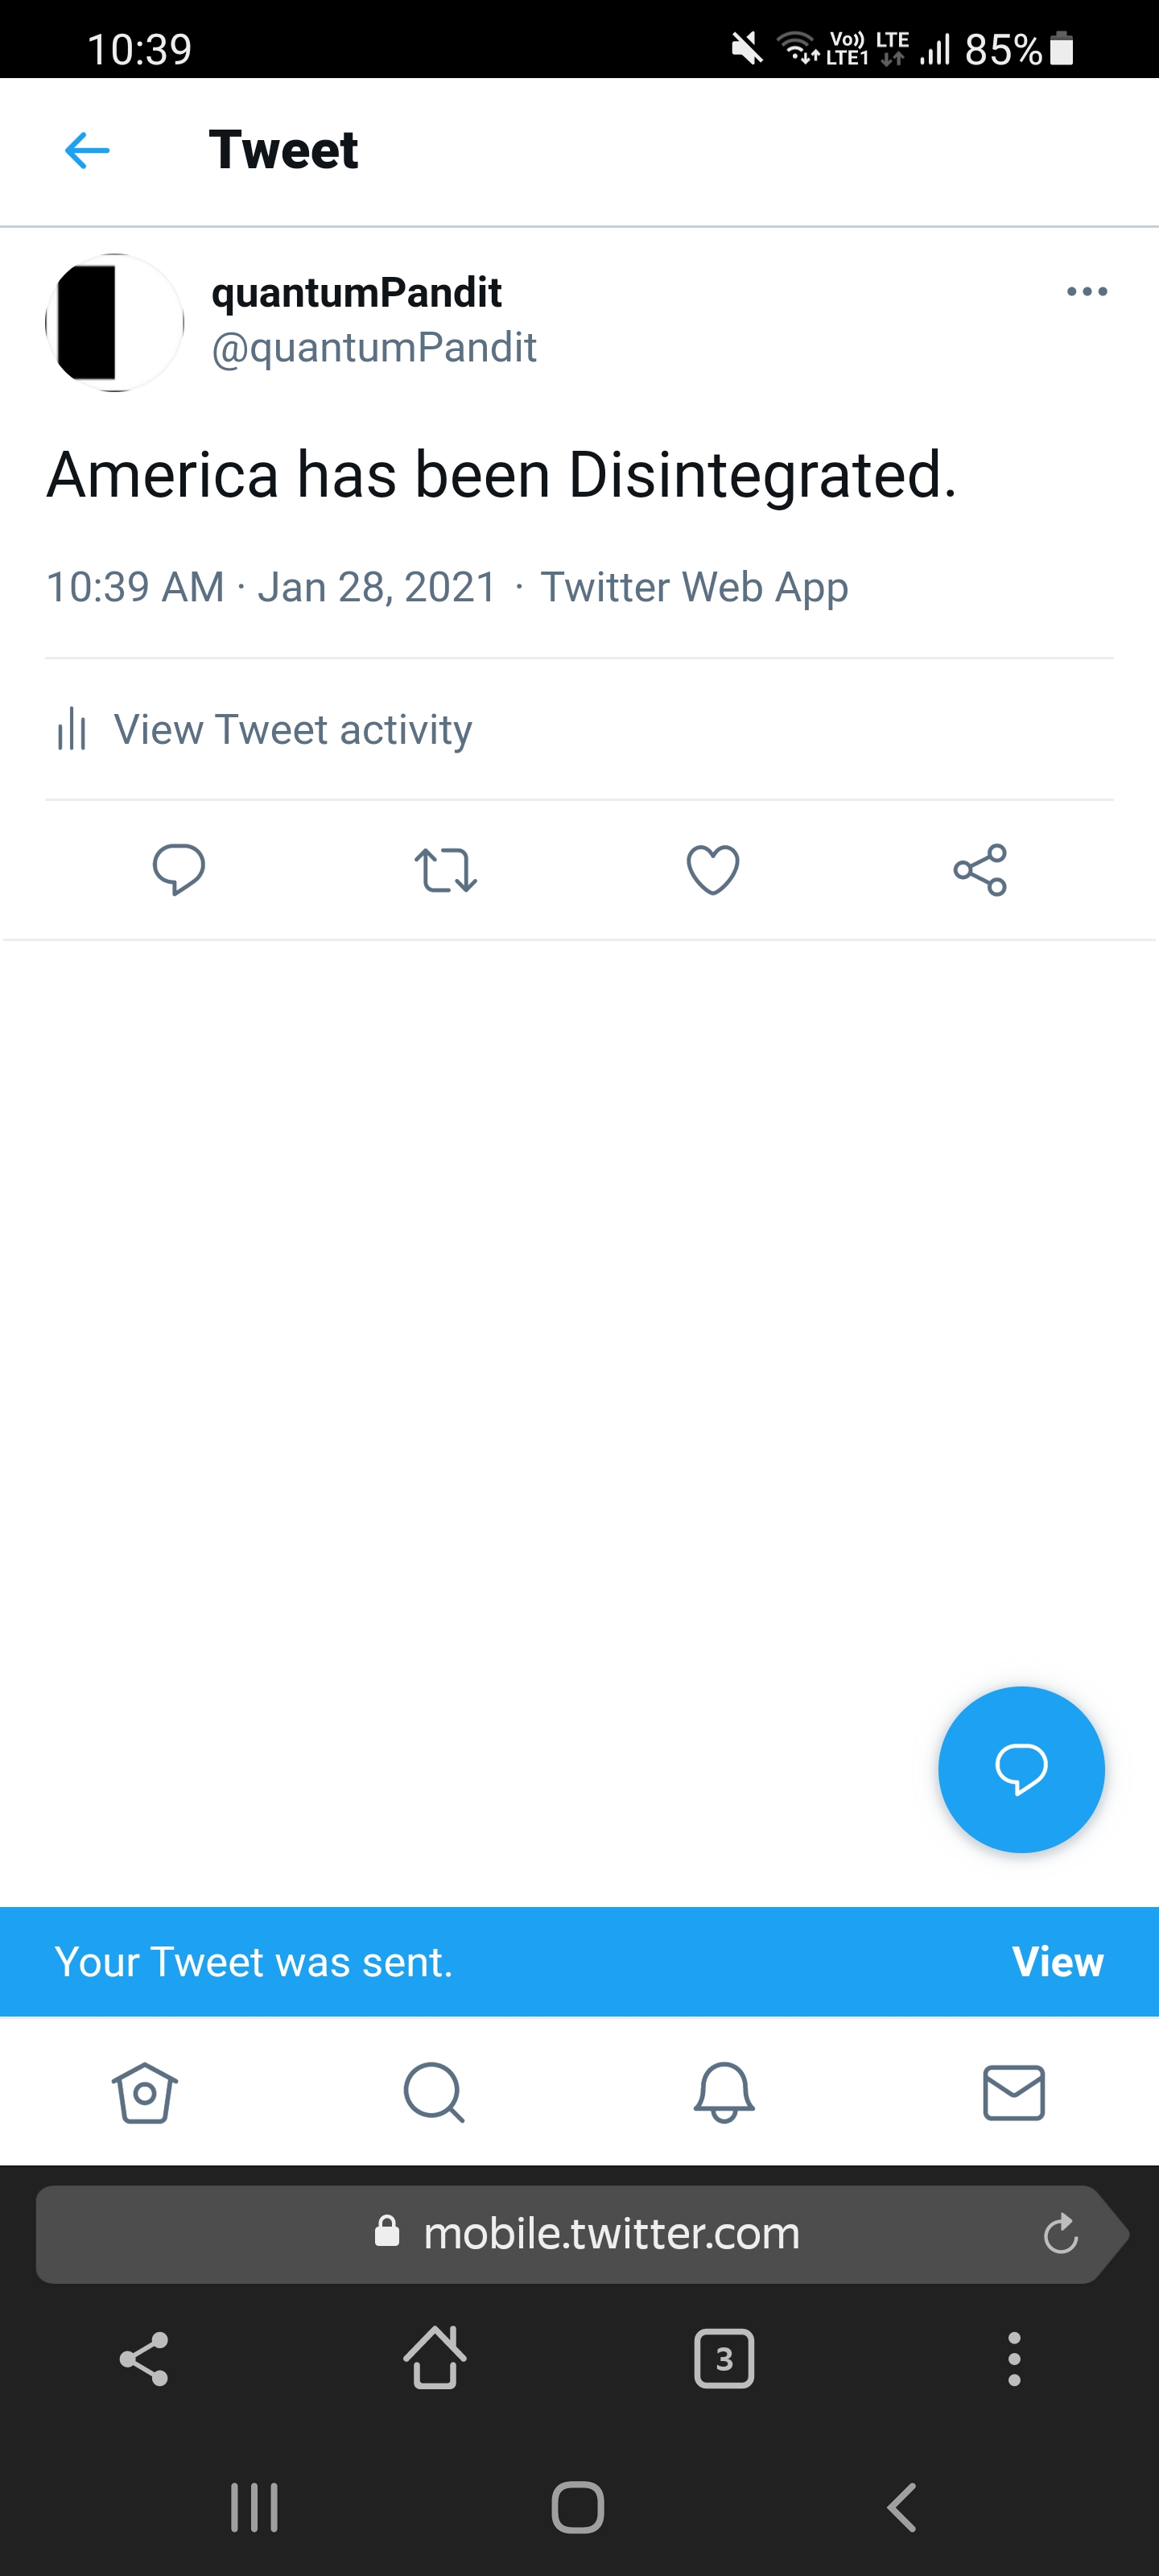 10:39 Vo)) LTE1 LTE 85%
Tweet
quantumPandit
@quantumPandit
America has been Disintegrated.
10:39 AM · Jan 28, 2021 · Twitter Web App
View Tweet activity
Your Tweet was sent. View
mobile.twitter.com
3